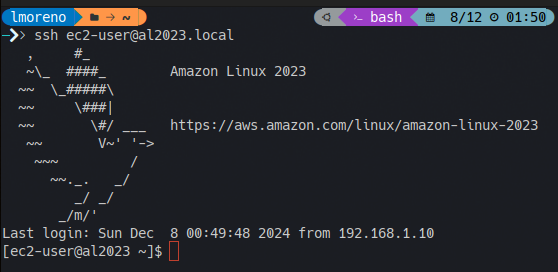 lmoreno → ~ bash 8/12 01:50
─❯ ssh ec2-user@al2023.local
   ,     #_
   ~\_  ####_        Amazon Linux 2023
  ~~  \_#####\
  ~~     \###|
  ~~       \#/ ___   https://aws.amazon.com/linux/amazon-linux-2023
   ~~       V~' '->
    ~~~         /
      ~~._.   _/
         _/ _/
       _/m/'
Last login: Sun Dec  8 00:49:48 2024 from 192.168.1.10
[ec2-user@al2023 ~]$